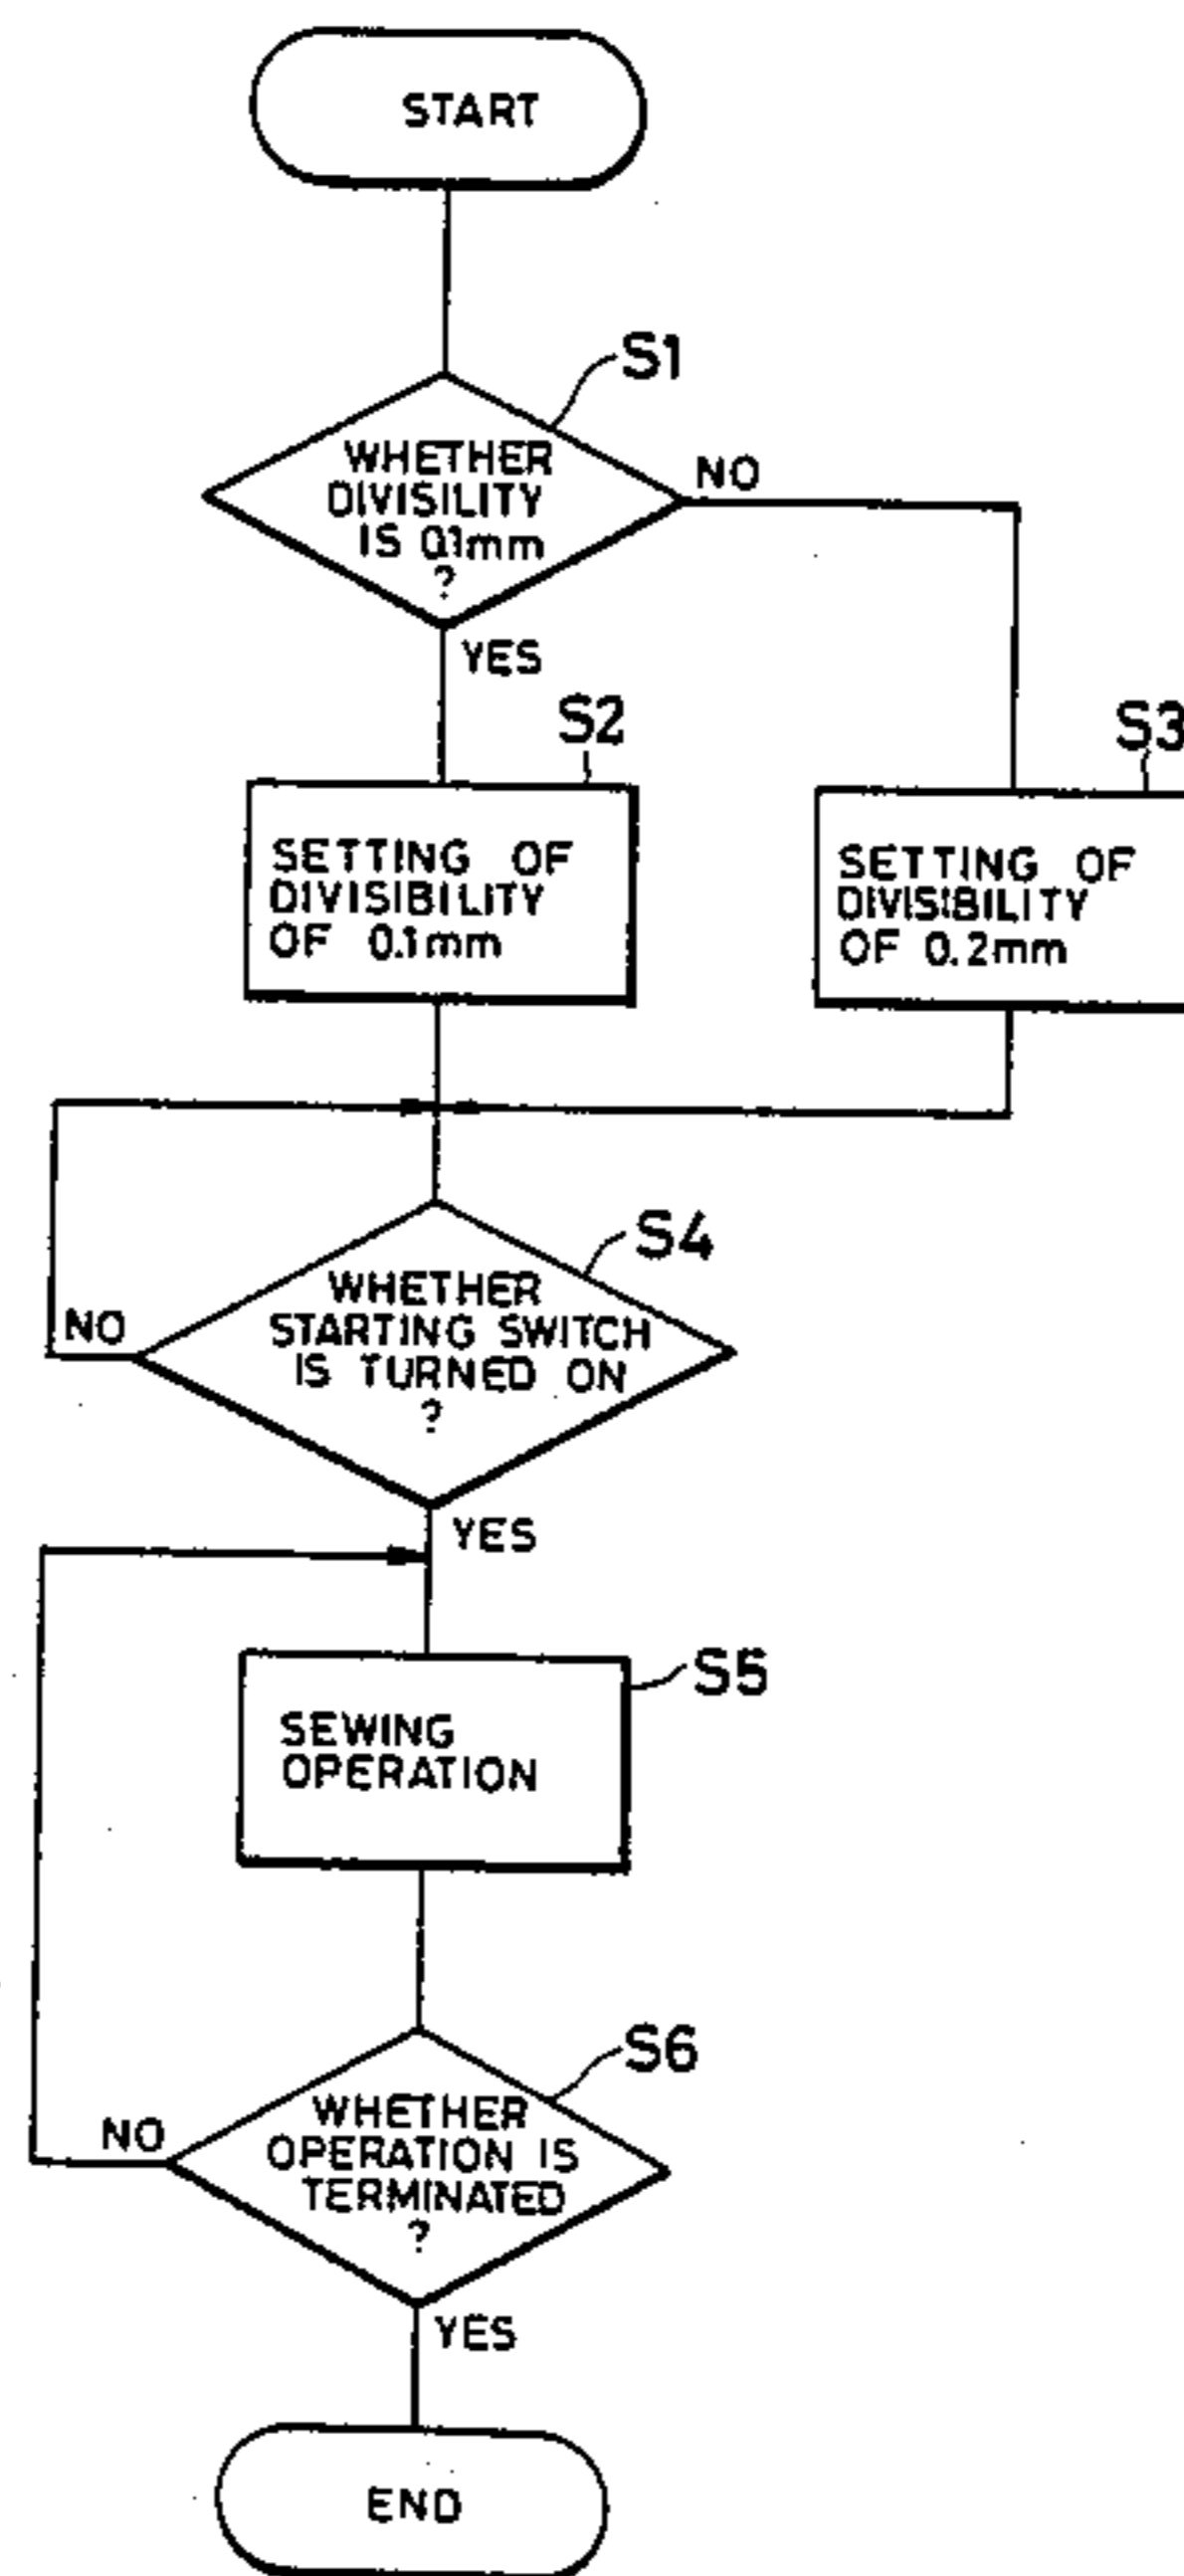 START
S1
WHETHER
DIVISILITY
IS 0.1mm
?
NO
YES
S2
SETTING OF
DIVISIBILITY
OF 0.1mm
S3
SETTING OF
DIVISIBILITY
OF 0.2mm
S4
WHETHER
STARTING SWITCH
IS TURNED ON
?
NO
YES
S5
SEWING
OPERATION
S6
WHETHER
OPERATION IS
TERMINATED
?
NO
YES
END